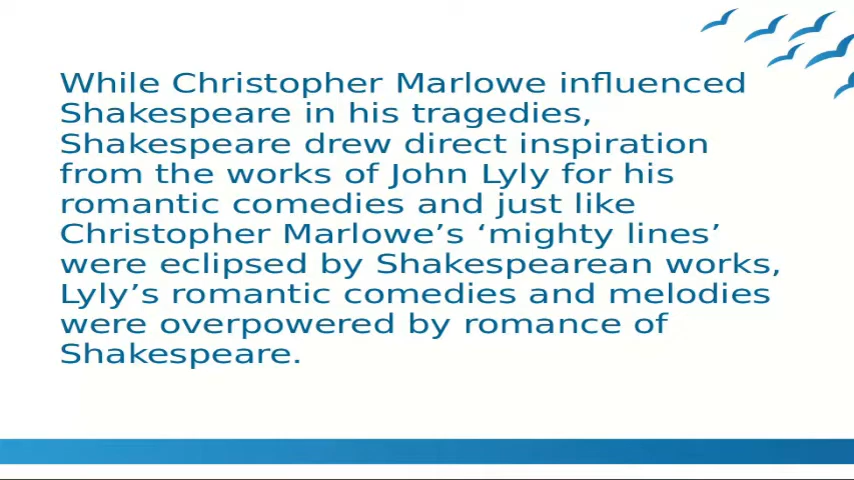 While Christopher Marlowe influenced
Shakespeare in his tragedies,
Shakespeare drew direct inspiration
from the works of John Lyly for his
romantic comedies and just like
Christopher Marlowe’s ‘mighty lines’
were eclipsed by Shakespearean works,
Lyly’s romantic comedies and melodies
were overpowered by romance of
Shakespeare.